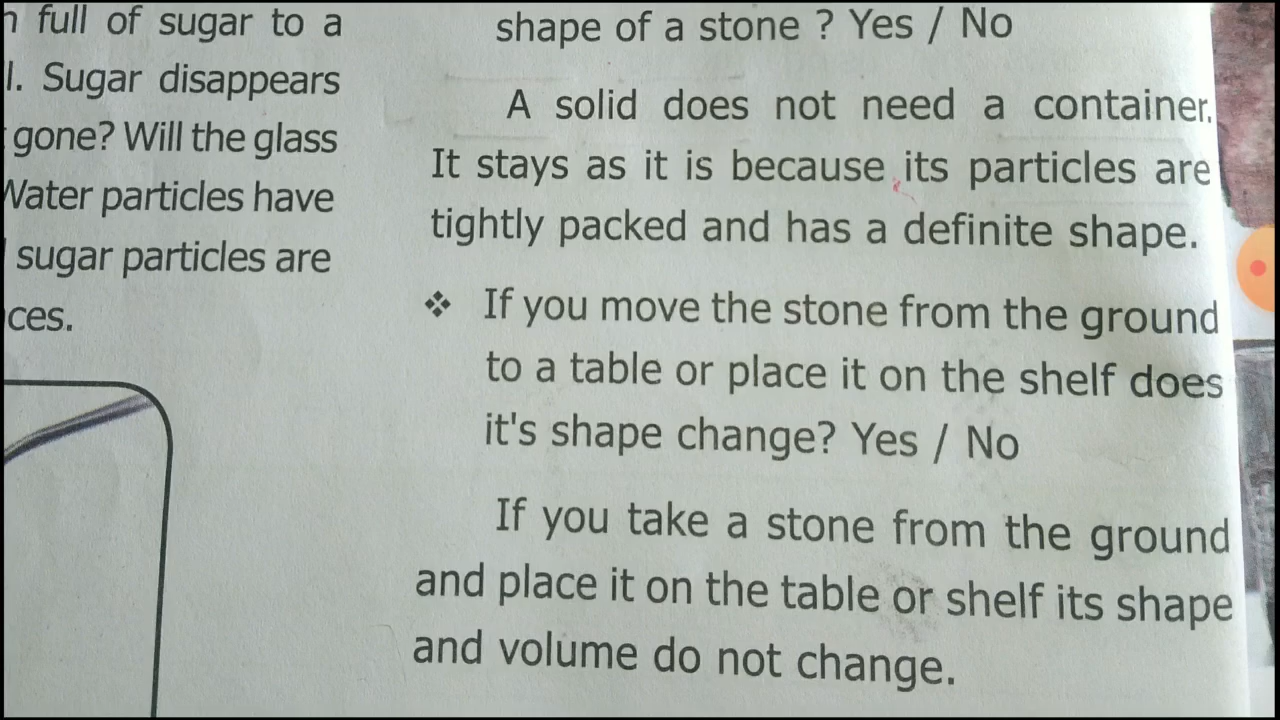 full of sugar to a
l. Sugar disappears
gone? Will the glass
Water particles have
sugar particles are
ces.
shape of a stone ? Yes / No
A solid does not need a container.
It stays as it is because its particles are
tightly packed and has a definite shape.
❖ If you move the stone from the ground
to a table or place it on the shelf does
it's shape change? Yes / No
If you take a stone from the ground
and place it on the table or shelf its shape
and volume do not change.